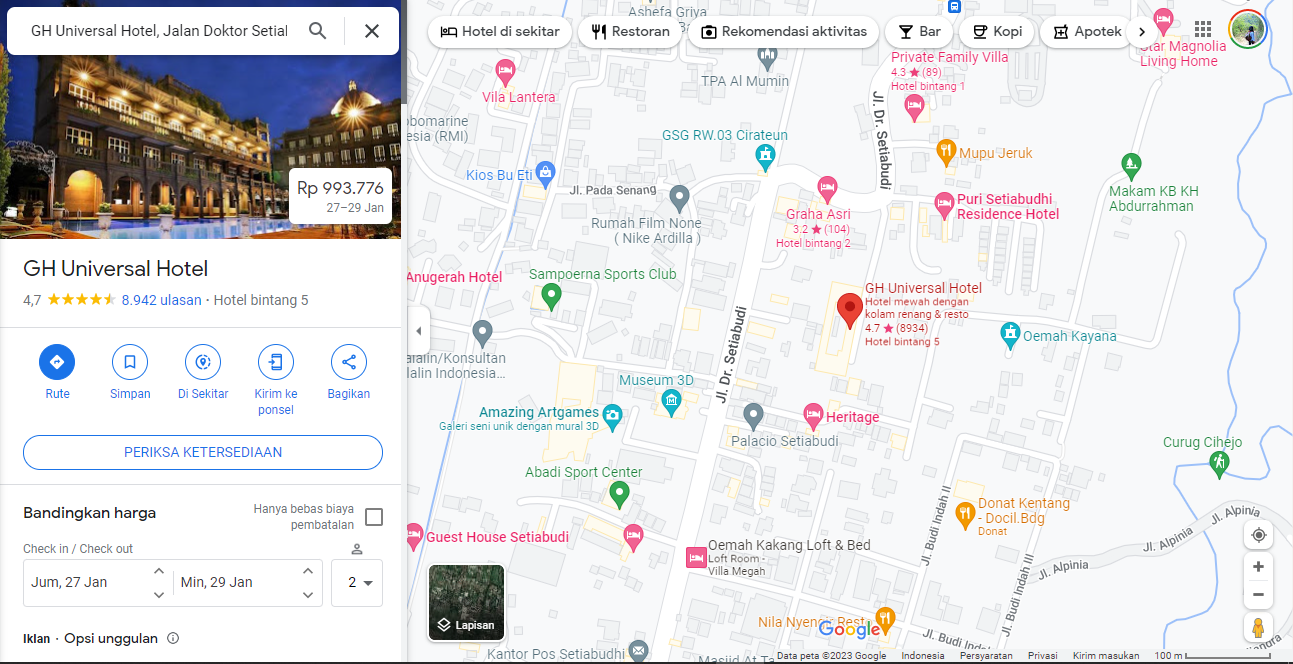 GH Universal Hotel, Jalan Doktor Setial
Rp 993.776
27–29 Jan
GH Universal Hotel
4,7
8.942 ulasan · Hotel bintang 5
Rute
Simpan
Di Sekitar
Kirim ke
ponsel
Bagikan
PERIKSA KETERSEDIAAN
Bandingkan harga
Hanya bebas biaya
pembatalan
Check in / Check out
Jum, 27 Jan
Min, 29 Jan
2
Iklan · Opsi unggulan
Hotel di sekitar
Restoran
Rekomendasi aktivitas
Bar
Kopi
Apotek
Ashefa Griya
Star Magnolia
Living Home
Private Family Villa
4.3 ★ (89)
Hotel bintang 1
TPA Al Mumin
Vila Lantera
obomarine
esia (RMI)
GSG RW.03 Cirateun
Jl. Dr. Setiabudi
Mupu Jeruk
Kios Bu Eti
Jl. Pada Senang
Makam KB KH
Abdurrahman
Puri Setiabudhi
Residence Hotel
Rumah Film None
( Nike Ardilla )
Graha Asri
3.2 ★ (104)
Hotel bintang 2
Anugerah Hotel
Sampoerna Sports Club
GH Universal Hotel
Hotel mewah dengan
kolam renang & resto
4.7 ★ (8934)
Hotel bintang 5
Jl. Dr. Setiabudi
Oemah Kayana
alalin/Konsultan
lalin Indonesia...
Museum 3D
Amazing Artgames
Galeri seni unik dengan mural 3D
Heritage
Palacio Setiabudi
Curug Cihejo
Abadi Sport Center
Donat Kentang
- Docil.Bdg
Donat
Jl. Budi Indah II
Jl. Alpinia
Jl. Alpinia
Guest House Setiabudi
Oemah Kakang Loft & Bed
Loft Room -
Villa Megah
Jl. Alpinia
Jl. Budi Indah III
Lapisan
Nila Nyengir Rest
Google
Jl. Budi Ind
Kantor Pos Setiabudhi
Masjid At Ta
Data peta ©2023 Google
Indonesia
Persyaratan
Privasi
Kirim masukan
100 m